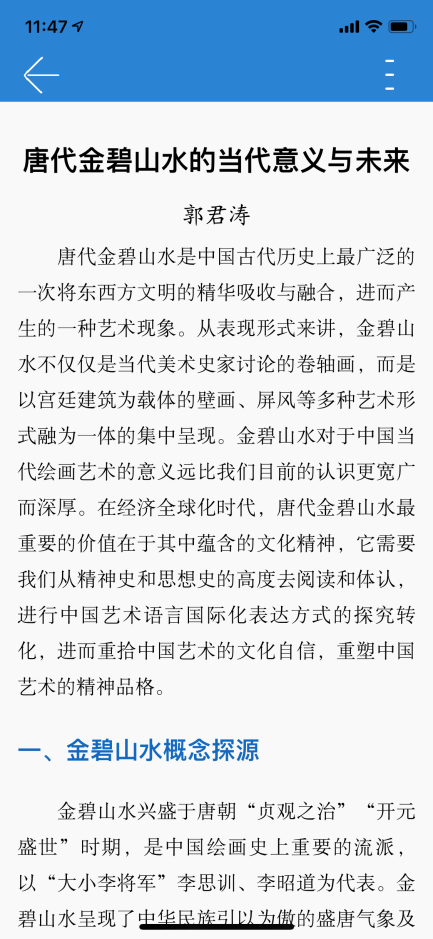 11:47
唐代金碧山水的当代意义与未来
郭君涛
唐代金碧山水是中国古代历史上最广泛的
一次将东西方文明的精华吸收与融合，进而产
生的一种艺术现象。从表现形式来讲，金碧山
水不仅仅是当代美术史家讨论的卷轴画，而是
以宫廷建筑为载体的壁画、屏风等多种艺术形
式融为一体的集中呈现。金碧山水对于中国当
代绘画艺术的意义远比我们目前的认识更宽广
而深厚。在经济全球化时代，唐代金碧山水最
重要的价值在于其中蕴含的文化精神，它需要
我们从精神史和思想史的高度去阅读和体认，
进行中国艺术语言国际化表达方式的探究转
化，进而重拾中国艺术的文化自信，重塑中国
艺术的精神品格。
一、金碧山水概念探源
金碧山水兴盛于唐朝“贞观之治”“开元
盛世”时期，是中国绘画史上重要的流派，
以“大小李将军”李思训、李昭道为代表。金
碧山水呈现了中华民族引以为傲的盛唐气象及